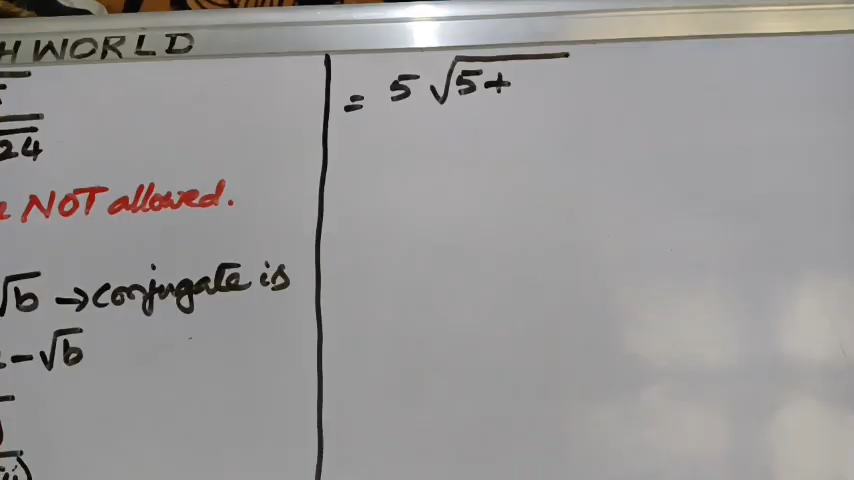 H WORLD
24
NOT allowed.
√b → conjugate is
- √b
= 5 √5+